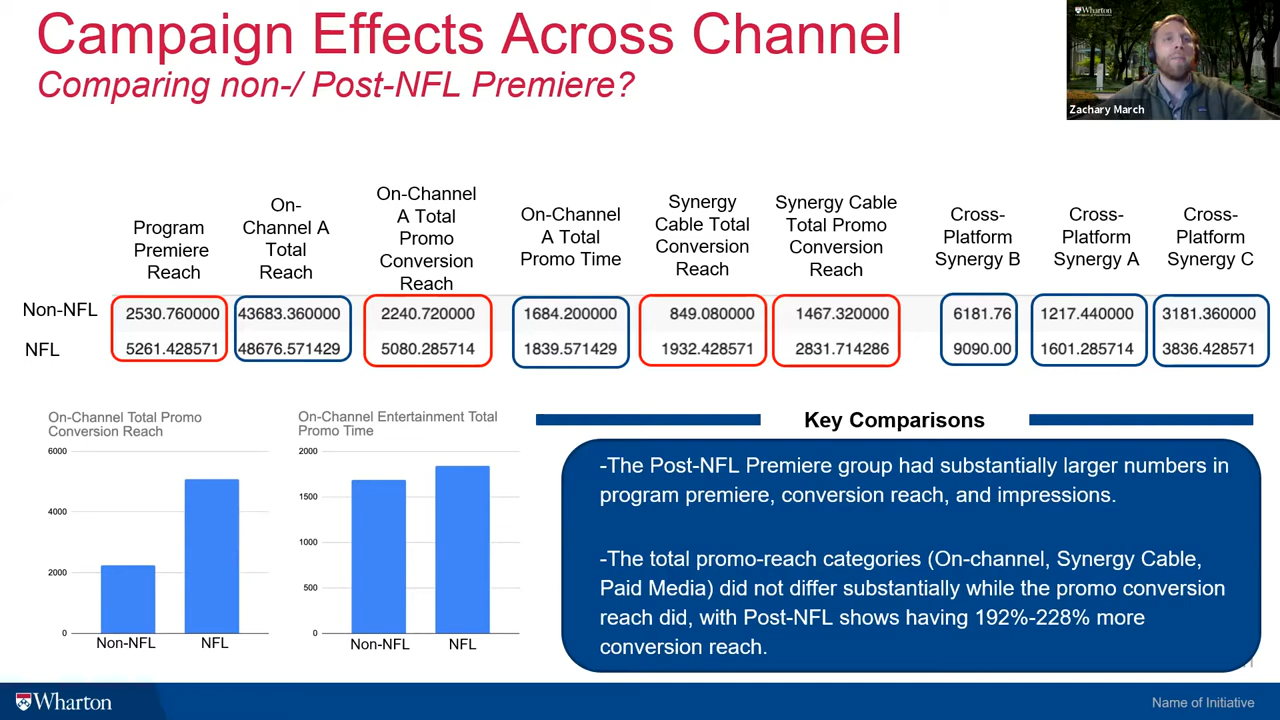 Campaign Effects Across Channel
Comparing non-/ Post-NFL Premiere?
Wharton
Zachary March
Program
Premiere
Reach
On-
Channel A
Total
Reach
On-Channel
A Total
Promo
Conversion
Reach
On-Channel
A Total
Promo Time
Synergy
Cable Total
Conversion
Reach
Synergy Cable
Total Promo
Conversion
Reach
Cross-
Platform
Synergy B
Cross-
Platform
Synergy A
Cross-
Platform
Synergy C
Non-NFL 2530.760000 43683.360000 2240.720000 1684.200000 849.080000 1467.320000 6181.76 1217.440000 3181.360000
NFL 5261.428571 48676.571429 5080.285714 1839.571429 1932.428571 2831.714286 9090.00 1601.285714 3836.428571
On-Channel Total Promo
Conversion Reach
6000
4000
2000
0
Non-NFL NFL
On-Channel Entertainment Total
Promo Time
2000
1500
1000
500
0
Non-NFL NFL
Key Comparisons
-The Post-NFL Premiere group had substantially larger numbers in
program premiere, conversion reach, and impressions.
-The total promo-reach categories (On-channel, Synergy Cable,
Paid Media) did not differ substantially while the promo conversion
reach did, with Post-NFL shows having 192%-228% more
conversion reach.
Wharton
Name of Initiative